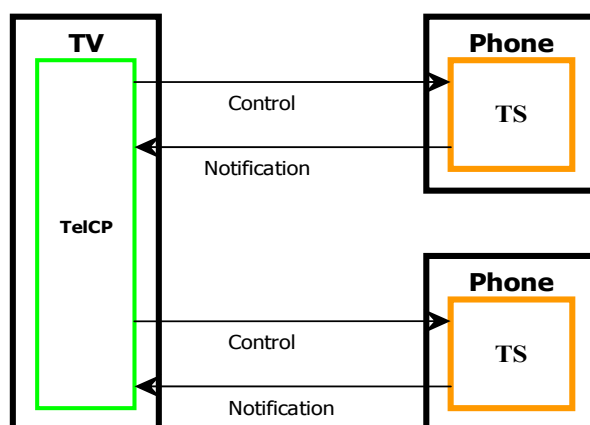 TV
Phone
Control
TS
Notification
TelCP
Phone
Control
TS
Notification